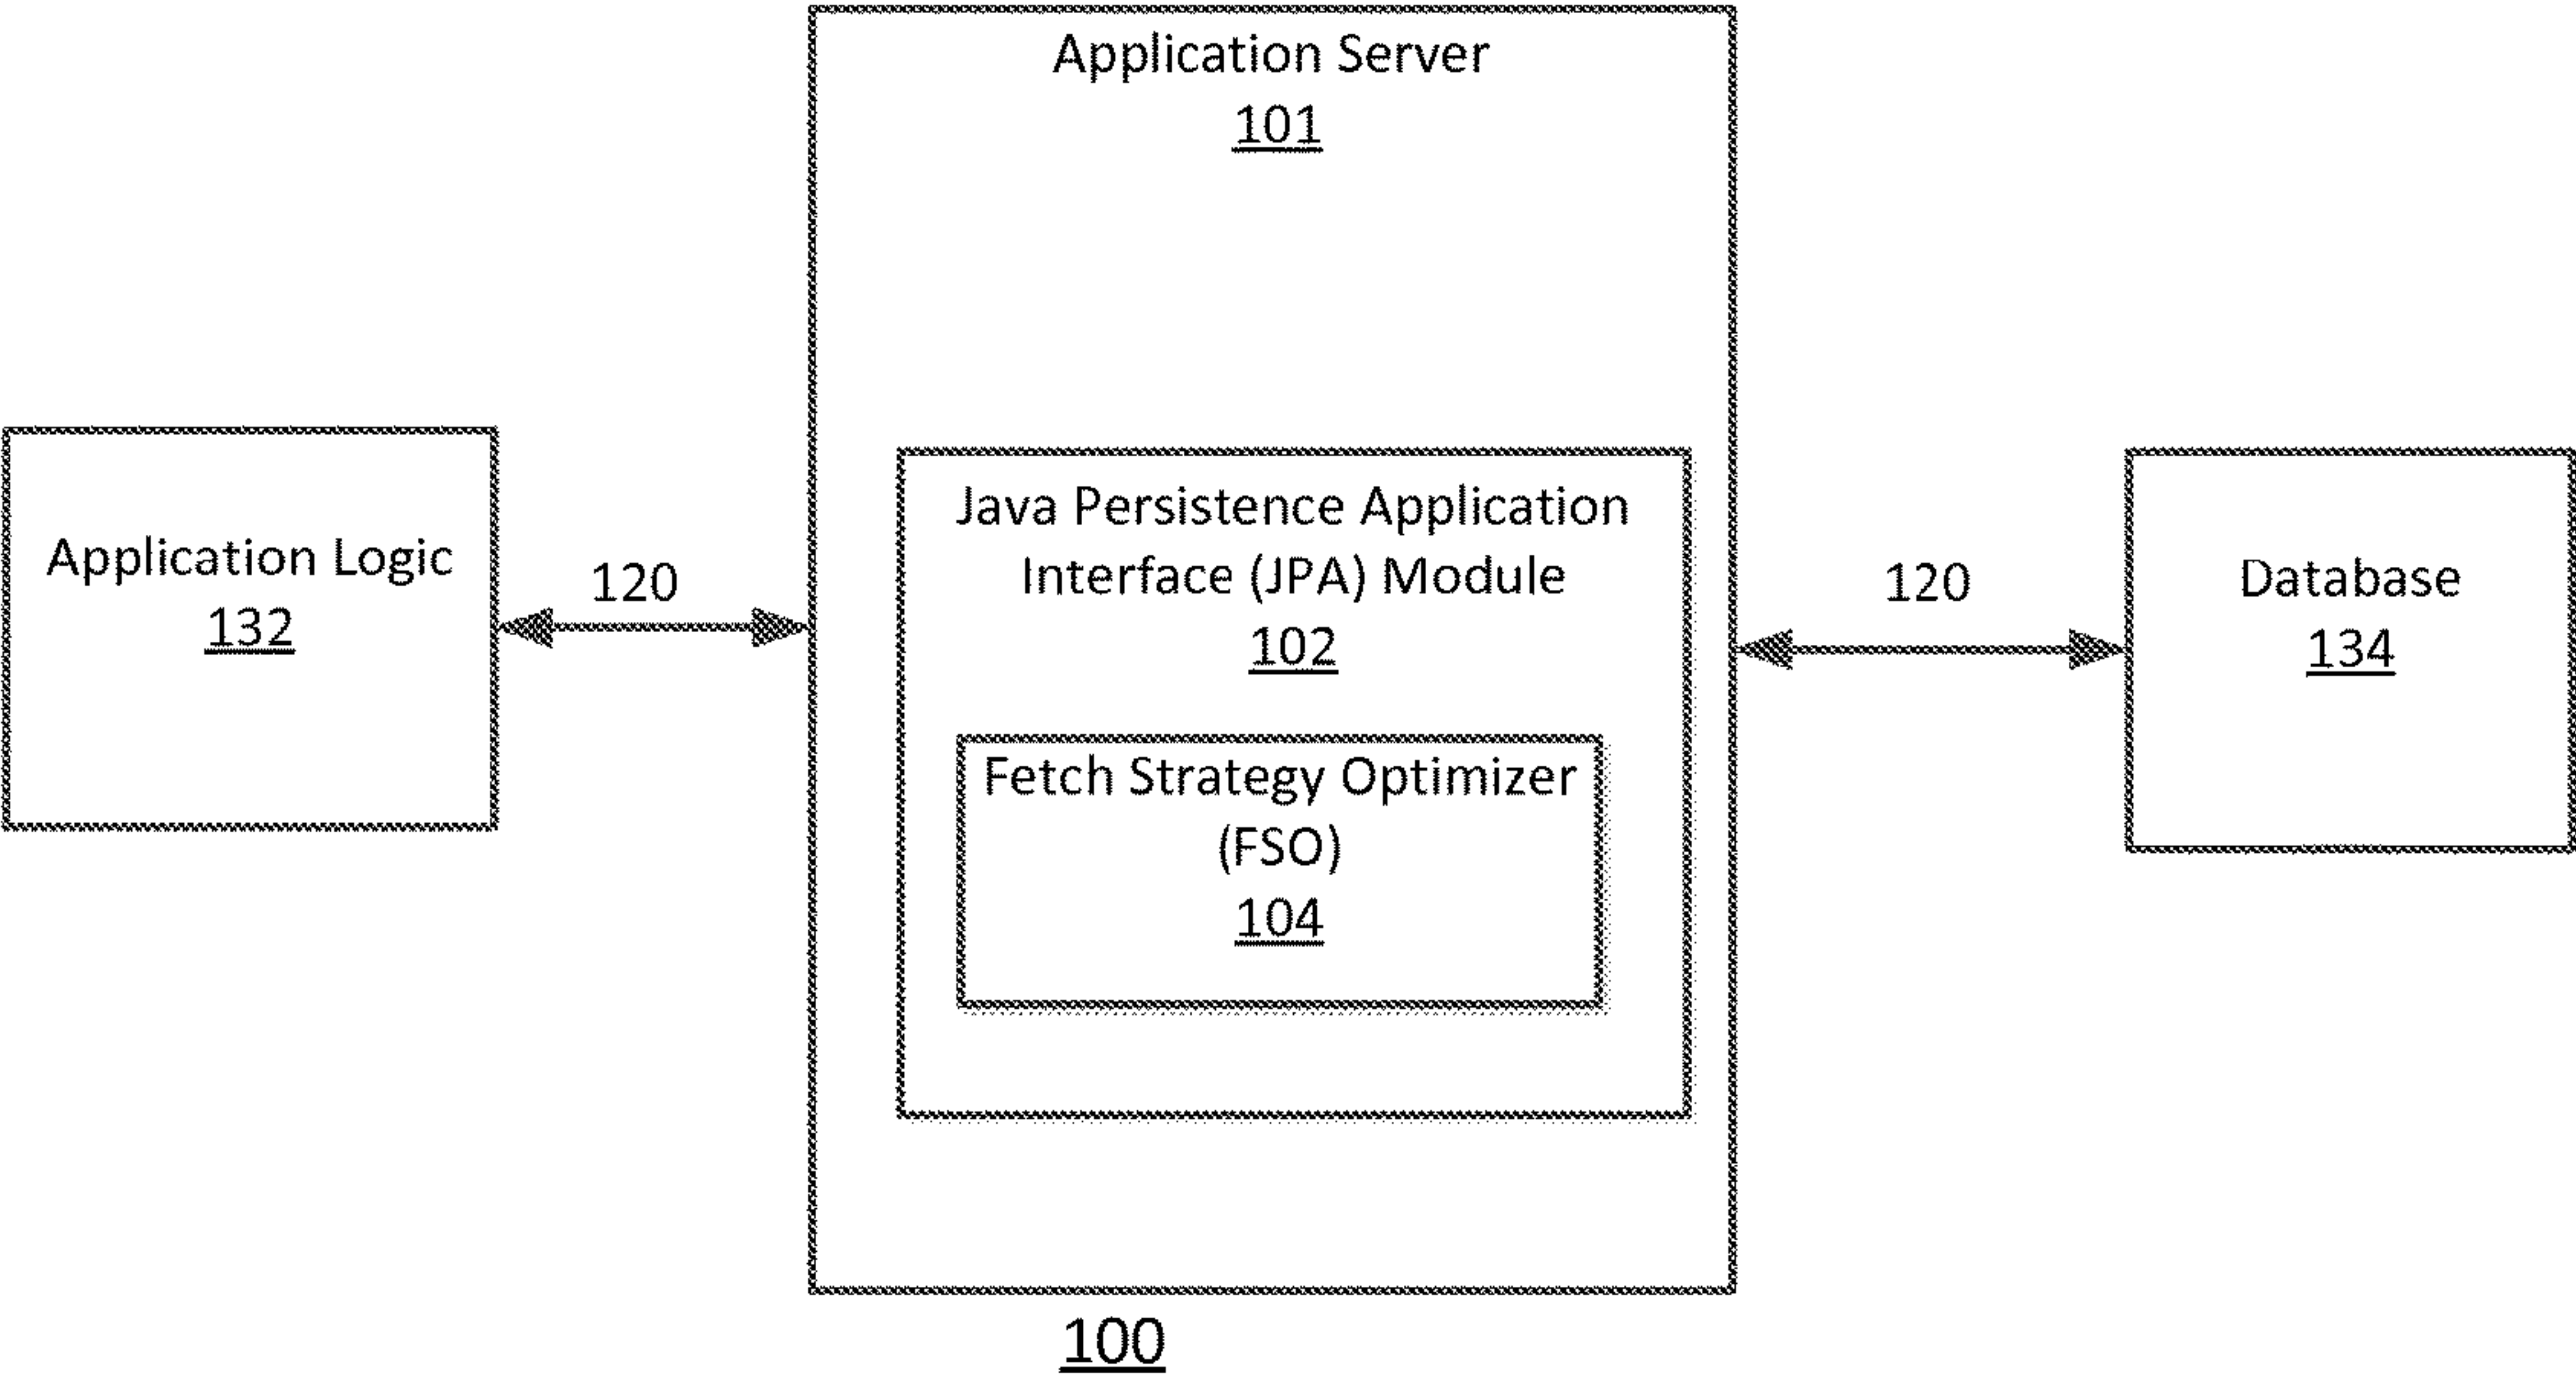 Application Server
101
Application Logic
132
120
Java Persistence Application
Interface (JPA) Module
102
Fetch Strategy Optimizer
(FSO)
104
120
Database
134
100